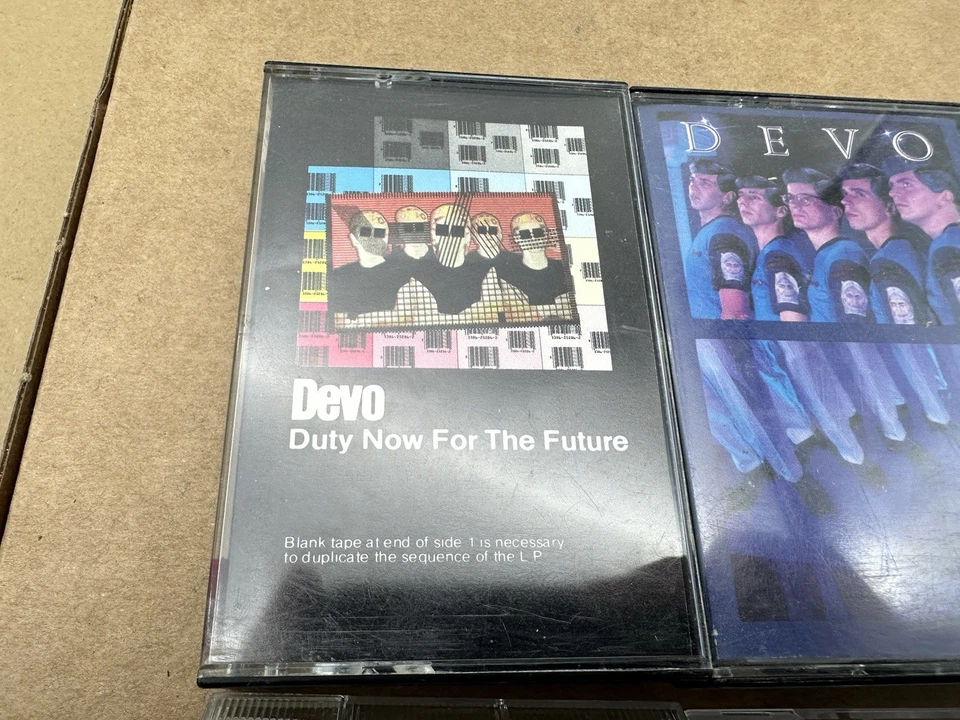 Devo
Duty Now For The Future
Blank tape at end of side 1 is necessary
to duplicate the sequence of the L P
DEVO